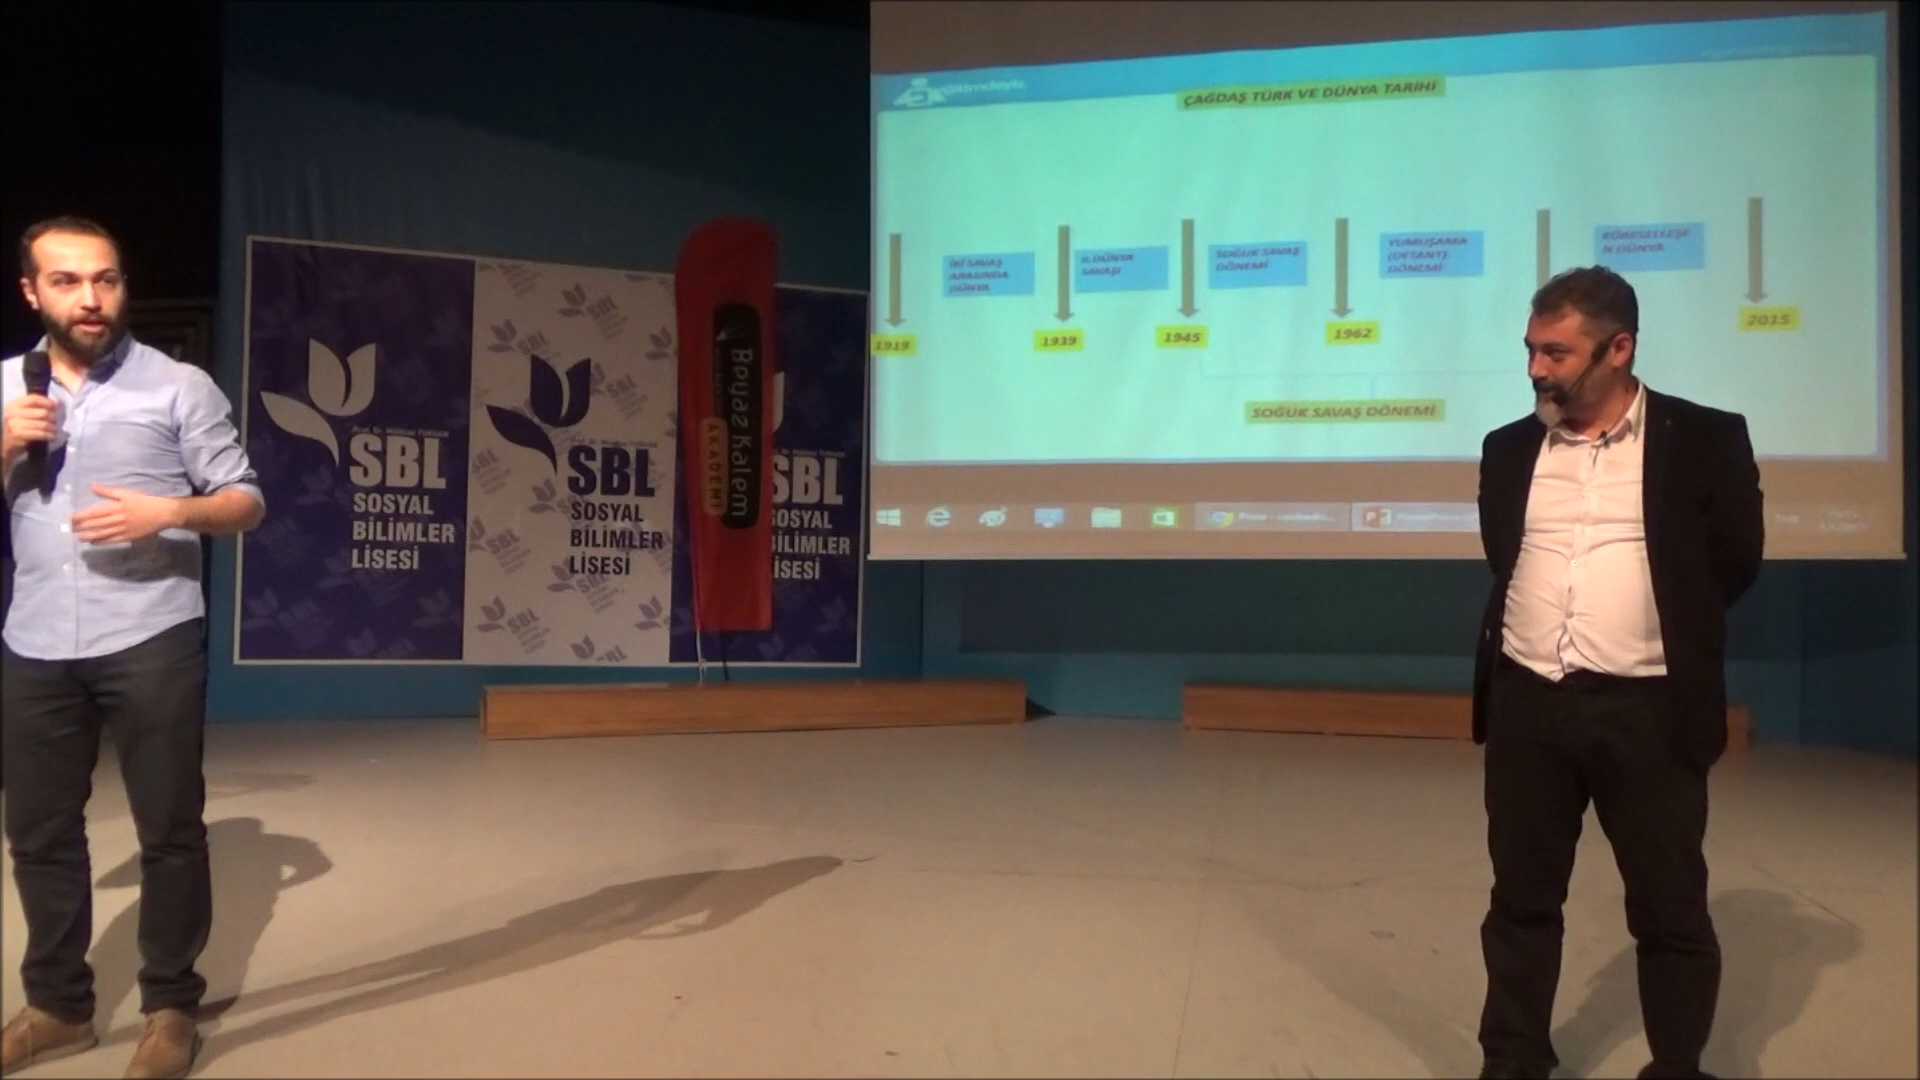 eğitimdeyiz
ÇAĞDAŞ TÜRK VE DÜNYA TARİHİ
İKİ SAVAŞ
ARASINDA
DÜNYA
II.DÜNYA
SAVAŞI
SOĞUK SAVAŞ
DÖNEMİ
YUMUŞAMA
(DETANT)
DÖNEMİ
KÜRESELLEŞE
N DÜNYA
1919
1939
1945
1962
2015
SOĞUK SAVAŞ DÖNEMİ
SBL
SOSYAL
BİLİMLER
LİSESİ
SBL
SOSYAL
BİLİMLER
LİSESİ
Beyaz Kalem
AKADEMİ
SBL
SOSYAL
BİLİMLER
LİSESİ